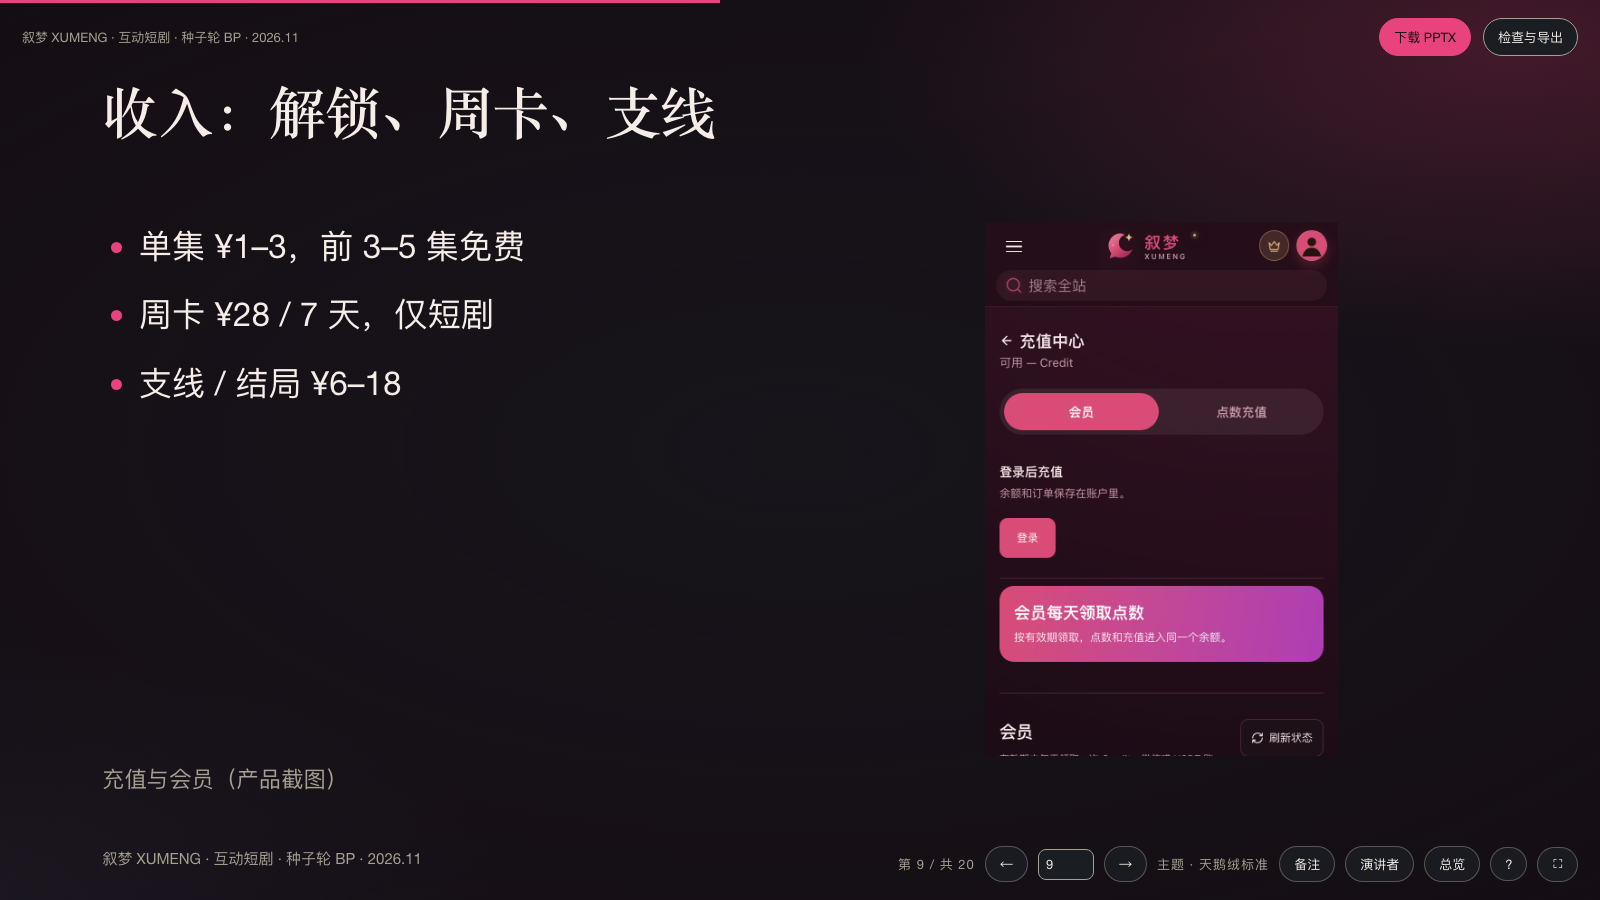 叙梦 XUMENG · 互动短剧 · 种子轮 BP · 2026.11
下载 PPTX
检查与导出
收入：解锁、周卡、支线
单集 ¥1–3，前 3–5 集免费
周卡 ¥28 / 7 天，仅短剧
支线 / 结局 ¥6–18
叙梦
XUMENG
搜索全站
充值中心
可用 — Credit
会员
点数充值
登录后充值
余额和订单保存在账户里。
登录
会员每天领取点数
按有效期领取，点数和充值进入同一个余额。
会员
刷新状态
充值与会员（产品截图）
叙梦 XUMENG · 互动短剧 · 种子轮 BP · 2026.11
第 9 / 共 20
←
9
→
主题 · 天鹅绒标准
备注
演讲者
总览
?